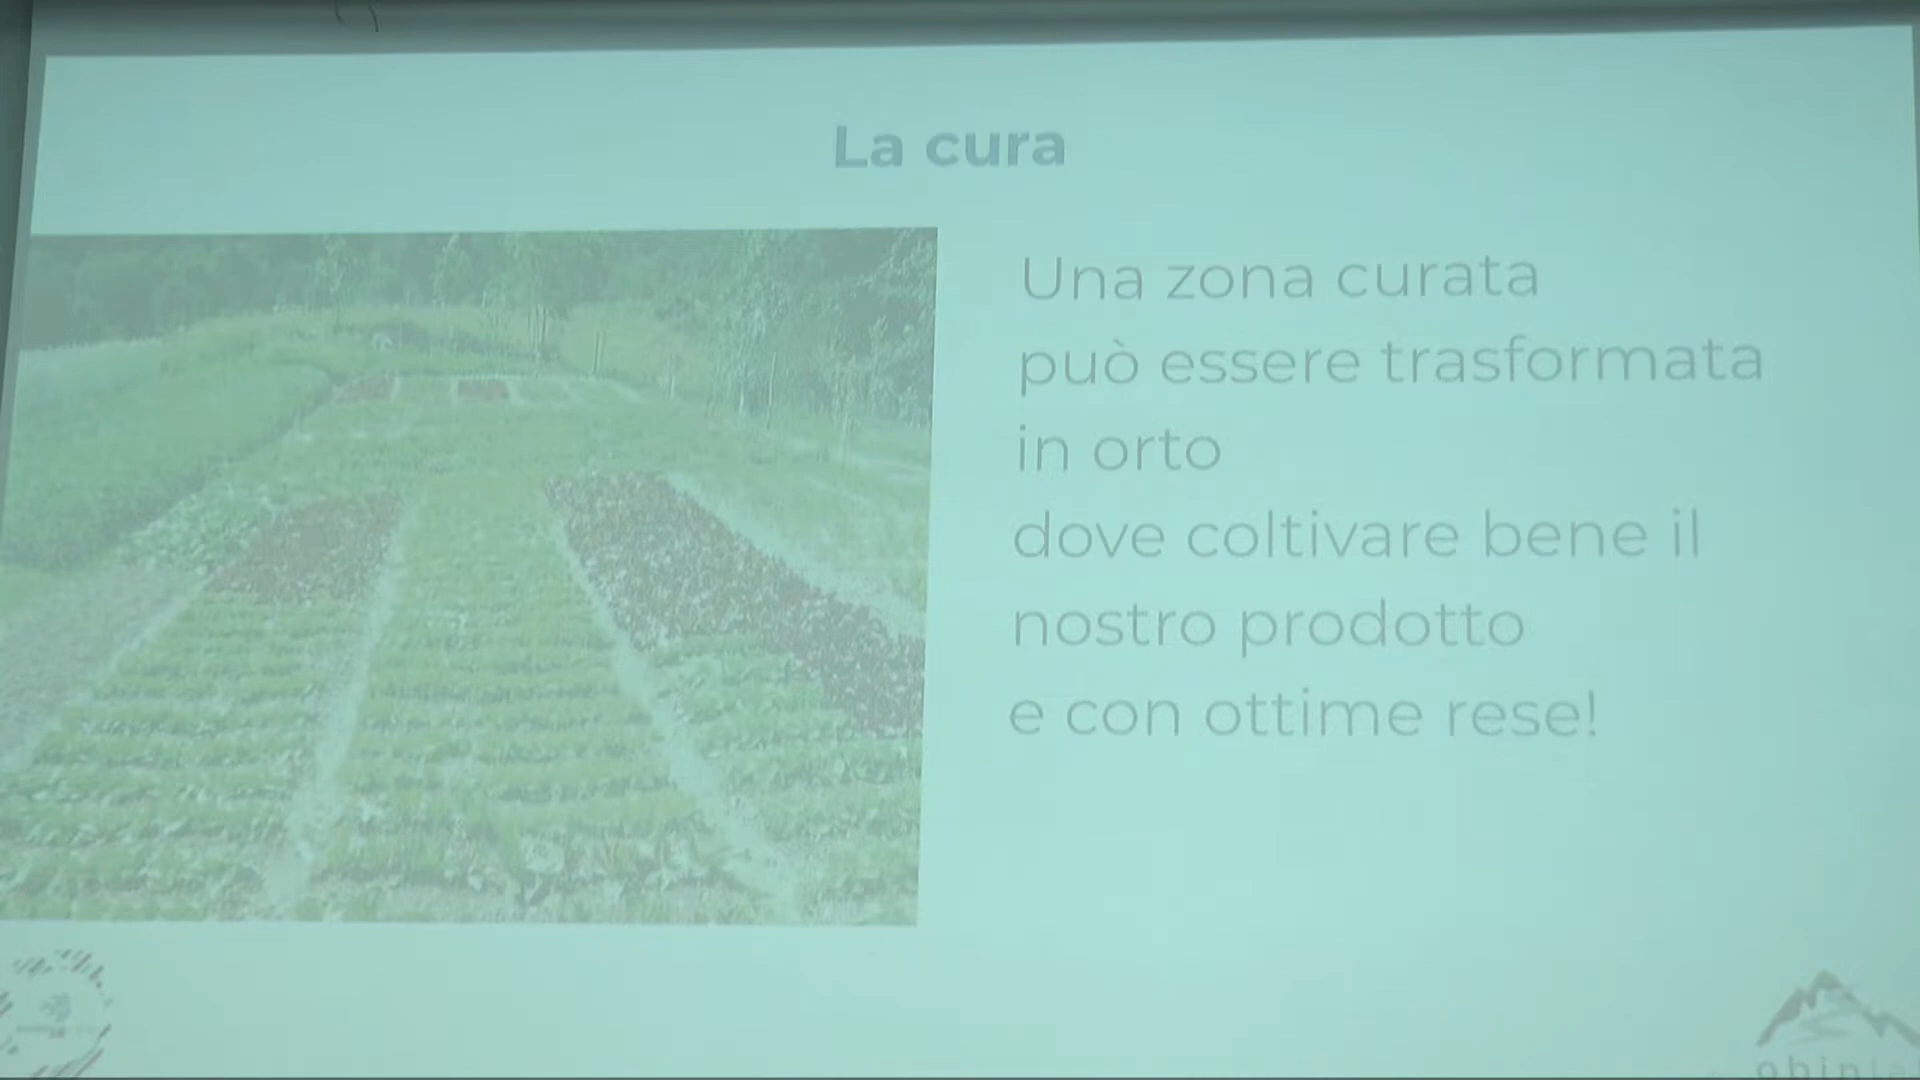 La cura
Una zona curata
può essere trasformata
in orto
dove coltivare bene il
nostro prodotto
e con ottime rese!